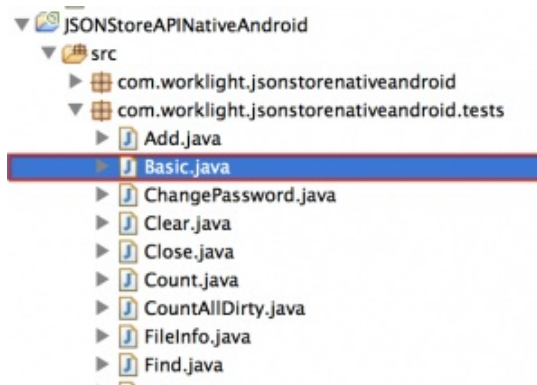 JSONStoreAPINativeAndroid
src
com.worklight.jsonstorenativeandroid
com.worklight.jsonstorenativeandroid.tests
Add.java
Basic.java
ChangePassword.java
Clear.java
Close.java
Count.java
CountAllDirty.java
FileInfo.java
Find.java